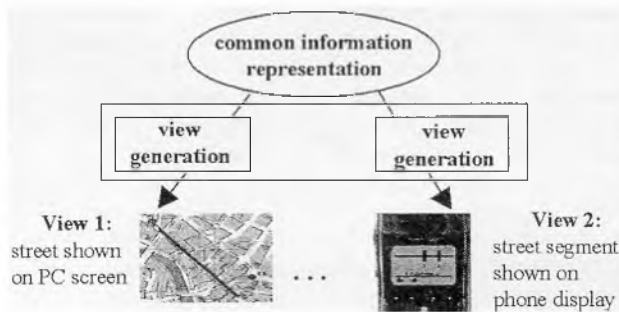 common information
representation
view
generation
view
generation
View 1:
street shown
on PC screen
. . .
View 2:
street segment
shown on
phone display